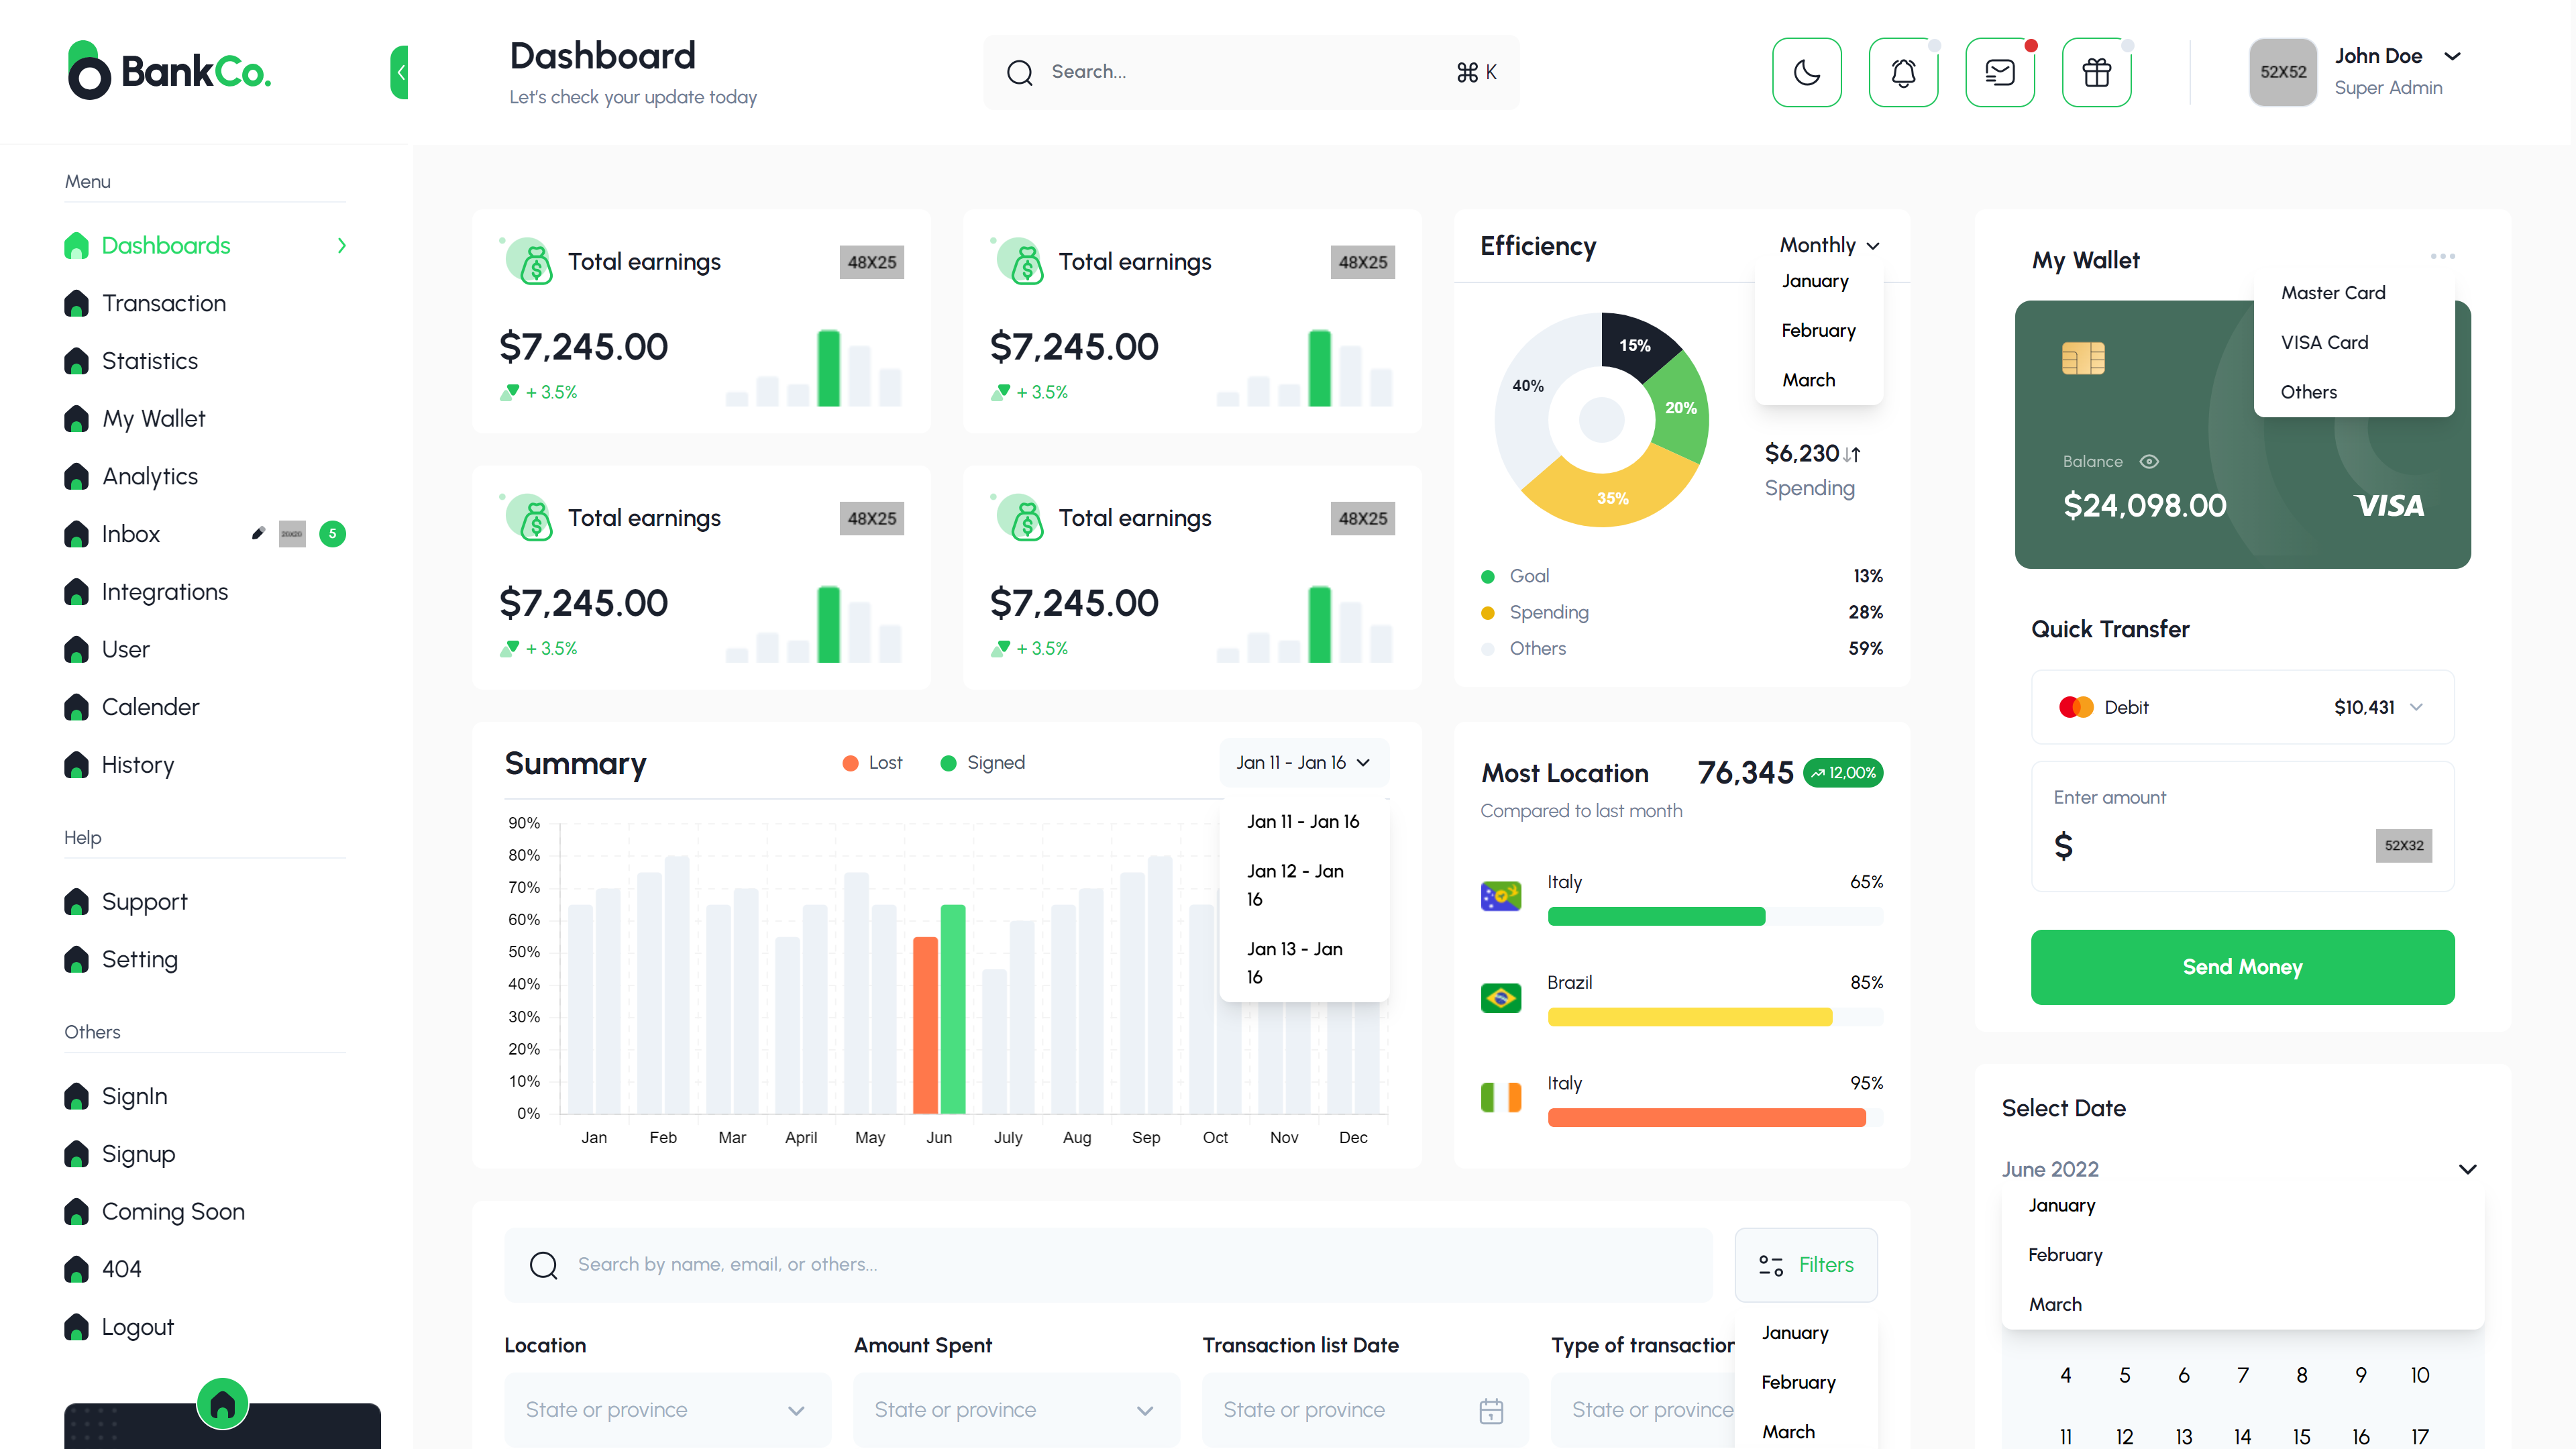 BankCo.
Dashboard
Let's check your update today
Search...
⌘ K
52X52
John Doe
Super Admin
Menu
Dashboards
Transaction
Statistics
My Wallet
Analytics
Inbox
20X20
5
Integrations
User
Calender
History
Help
Support
Setting
Others
SignIn
Signup
Coming Soon
404
Logout
Total earnings
48X25
$7,245.00
+ 3.5%
Total earnings
48X25
$7,245.00
+ 3.5%
Total earnings
48X25
$7,245.00
+ 3.5%
Total earnings
48X25
$7,245.00
+ 3.5%
Efficiency
Monthly
January
February
March
15%
20%
35%
40%
$6,230
Spending
Goal 13%
Spending 28%
Others 59%
Summary
Lost
Signed
Jan 11 - Jan 16
Jan 11 - Jan 16
Jan 12 - Jan
16
Jan 13 - Jan
16
90%
80%
70%
60%
50%
40%
30%
20%
10%
0%
Jan Feb Mar April May Jun July Aug Sep Oct Nov Dec
Most Location
76,345
12,00%
Compared to last month
Italy 65%
Brazil 85%
Italy 95%
Search by name, email, or others...
Filters
January
February
March
Location
State or province
Amount Spent
State or province
Transaction list Date
State or province
Type of transaction
State or province
My Wallet
Master Card
VISA Card
Others
Balance
$24,098.00
VISA
Quick Transfer
Debit
$10,431
Enter amount
$
52X32
Send Money
Select Date
June 2022
January
February
March
4 5 6 7 8 9 10
11 12 13 14 15 16 17